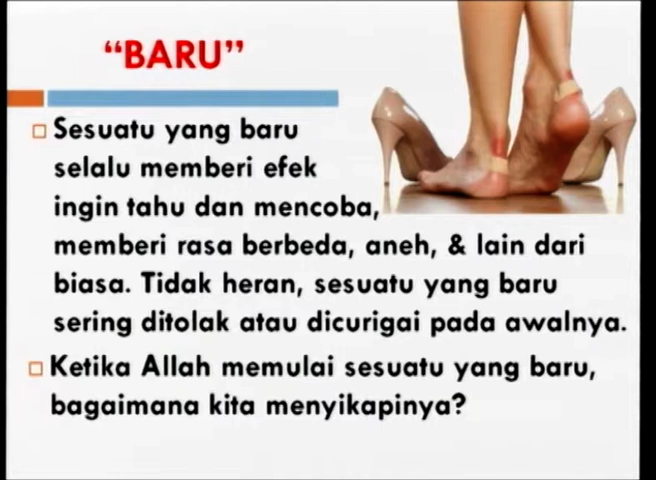 “BARU”
Sesuatu yang baru
selalu memberi efek
ingin tahu dan mencoba,
memberi rasa berbeda, aneh, & lain dari
biasa. Tidak heran, sesuatu yang baru
sering ditolak atau dicurigai pada awalnya.
Ketika Allah memulai sesuatu yang baru,
bagaimana kita menyikapinya?